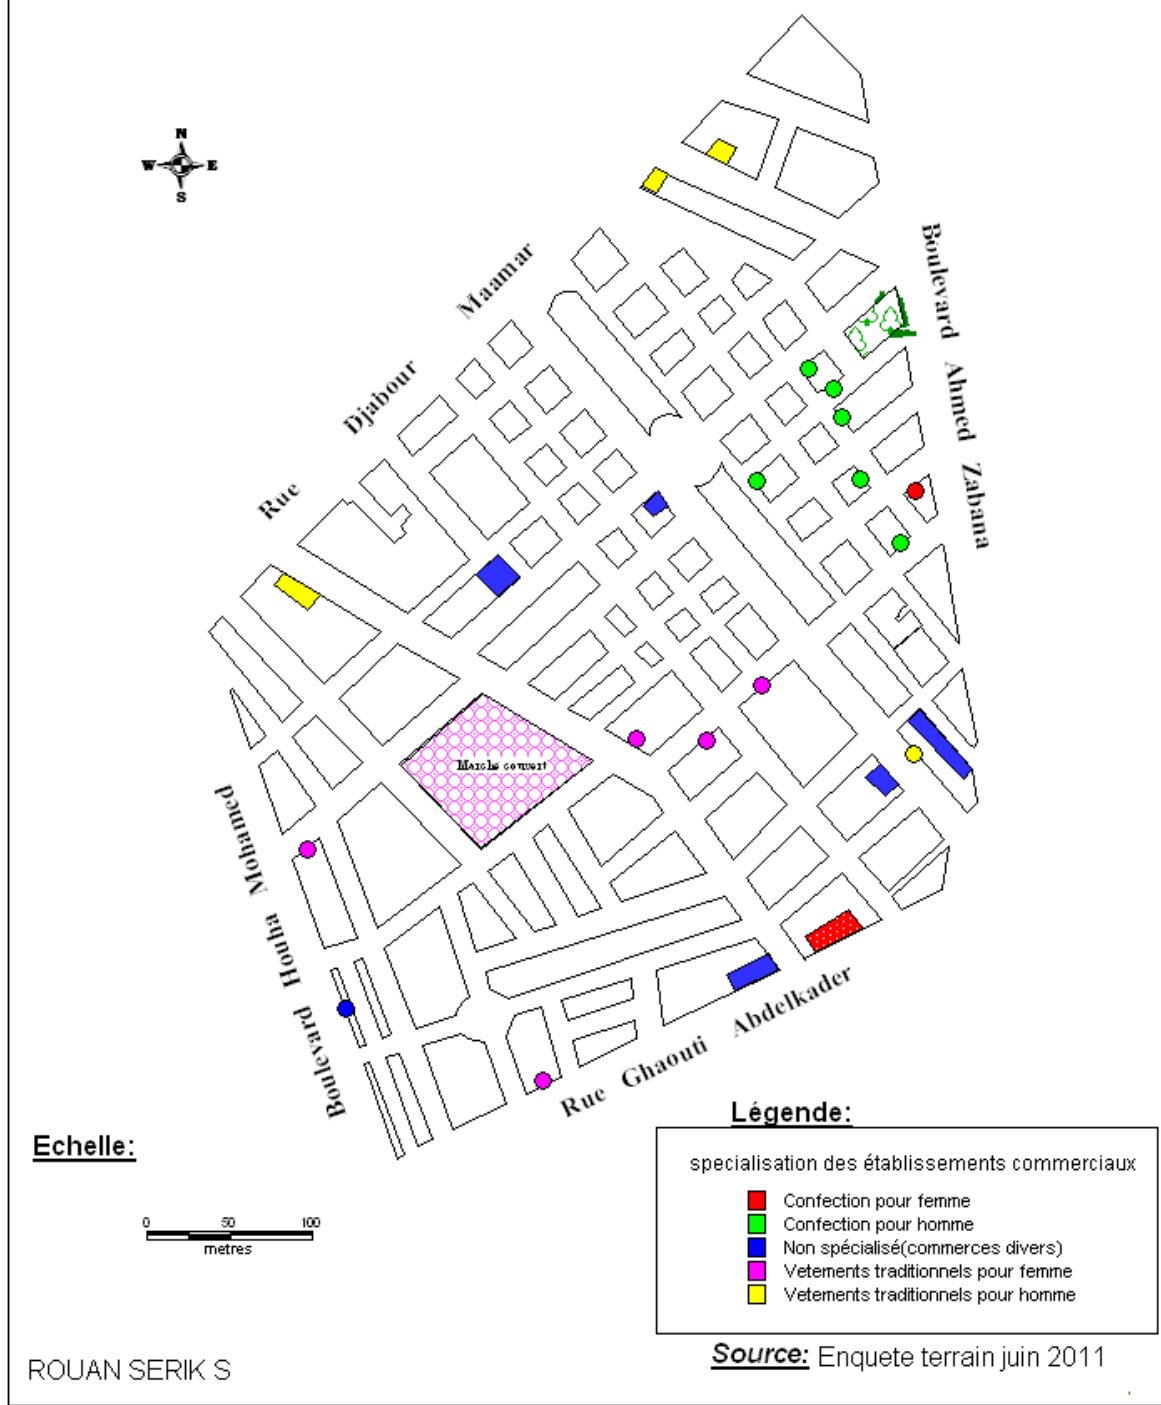 N
W E
S
Rue Djabour Maamar
Boulevard Ahmed Zabana
Marche couvert
Boulevard Houha Mohamed
Rue Ghaouti Abdelkader
Echelle:
0 50 100
metres
Légende:
specialisation des établissements commerciaux
Confection pour femme
Confection pour homme
Non spécialisé(commerces divers)
Vetements traditionnels pour femme
Vetements traditionnels pour homme
Source: Enquete terrain juin 2011
ROUAN SERIK S